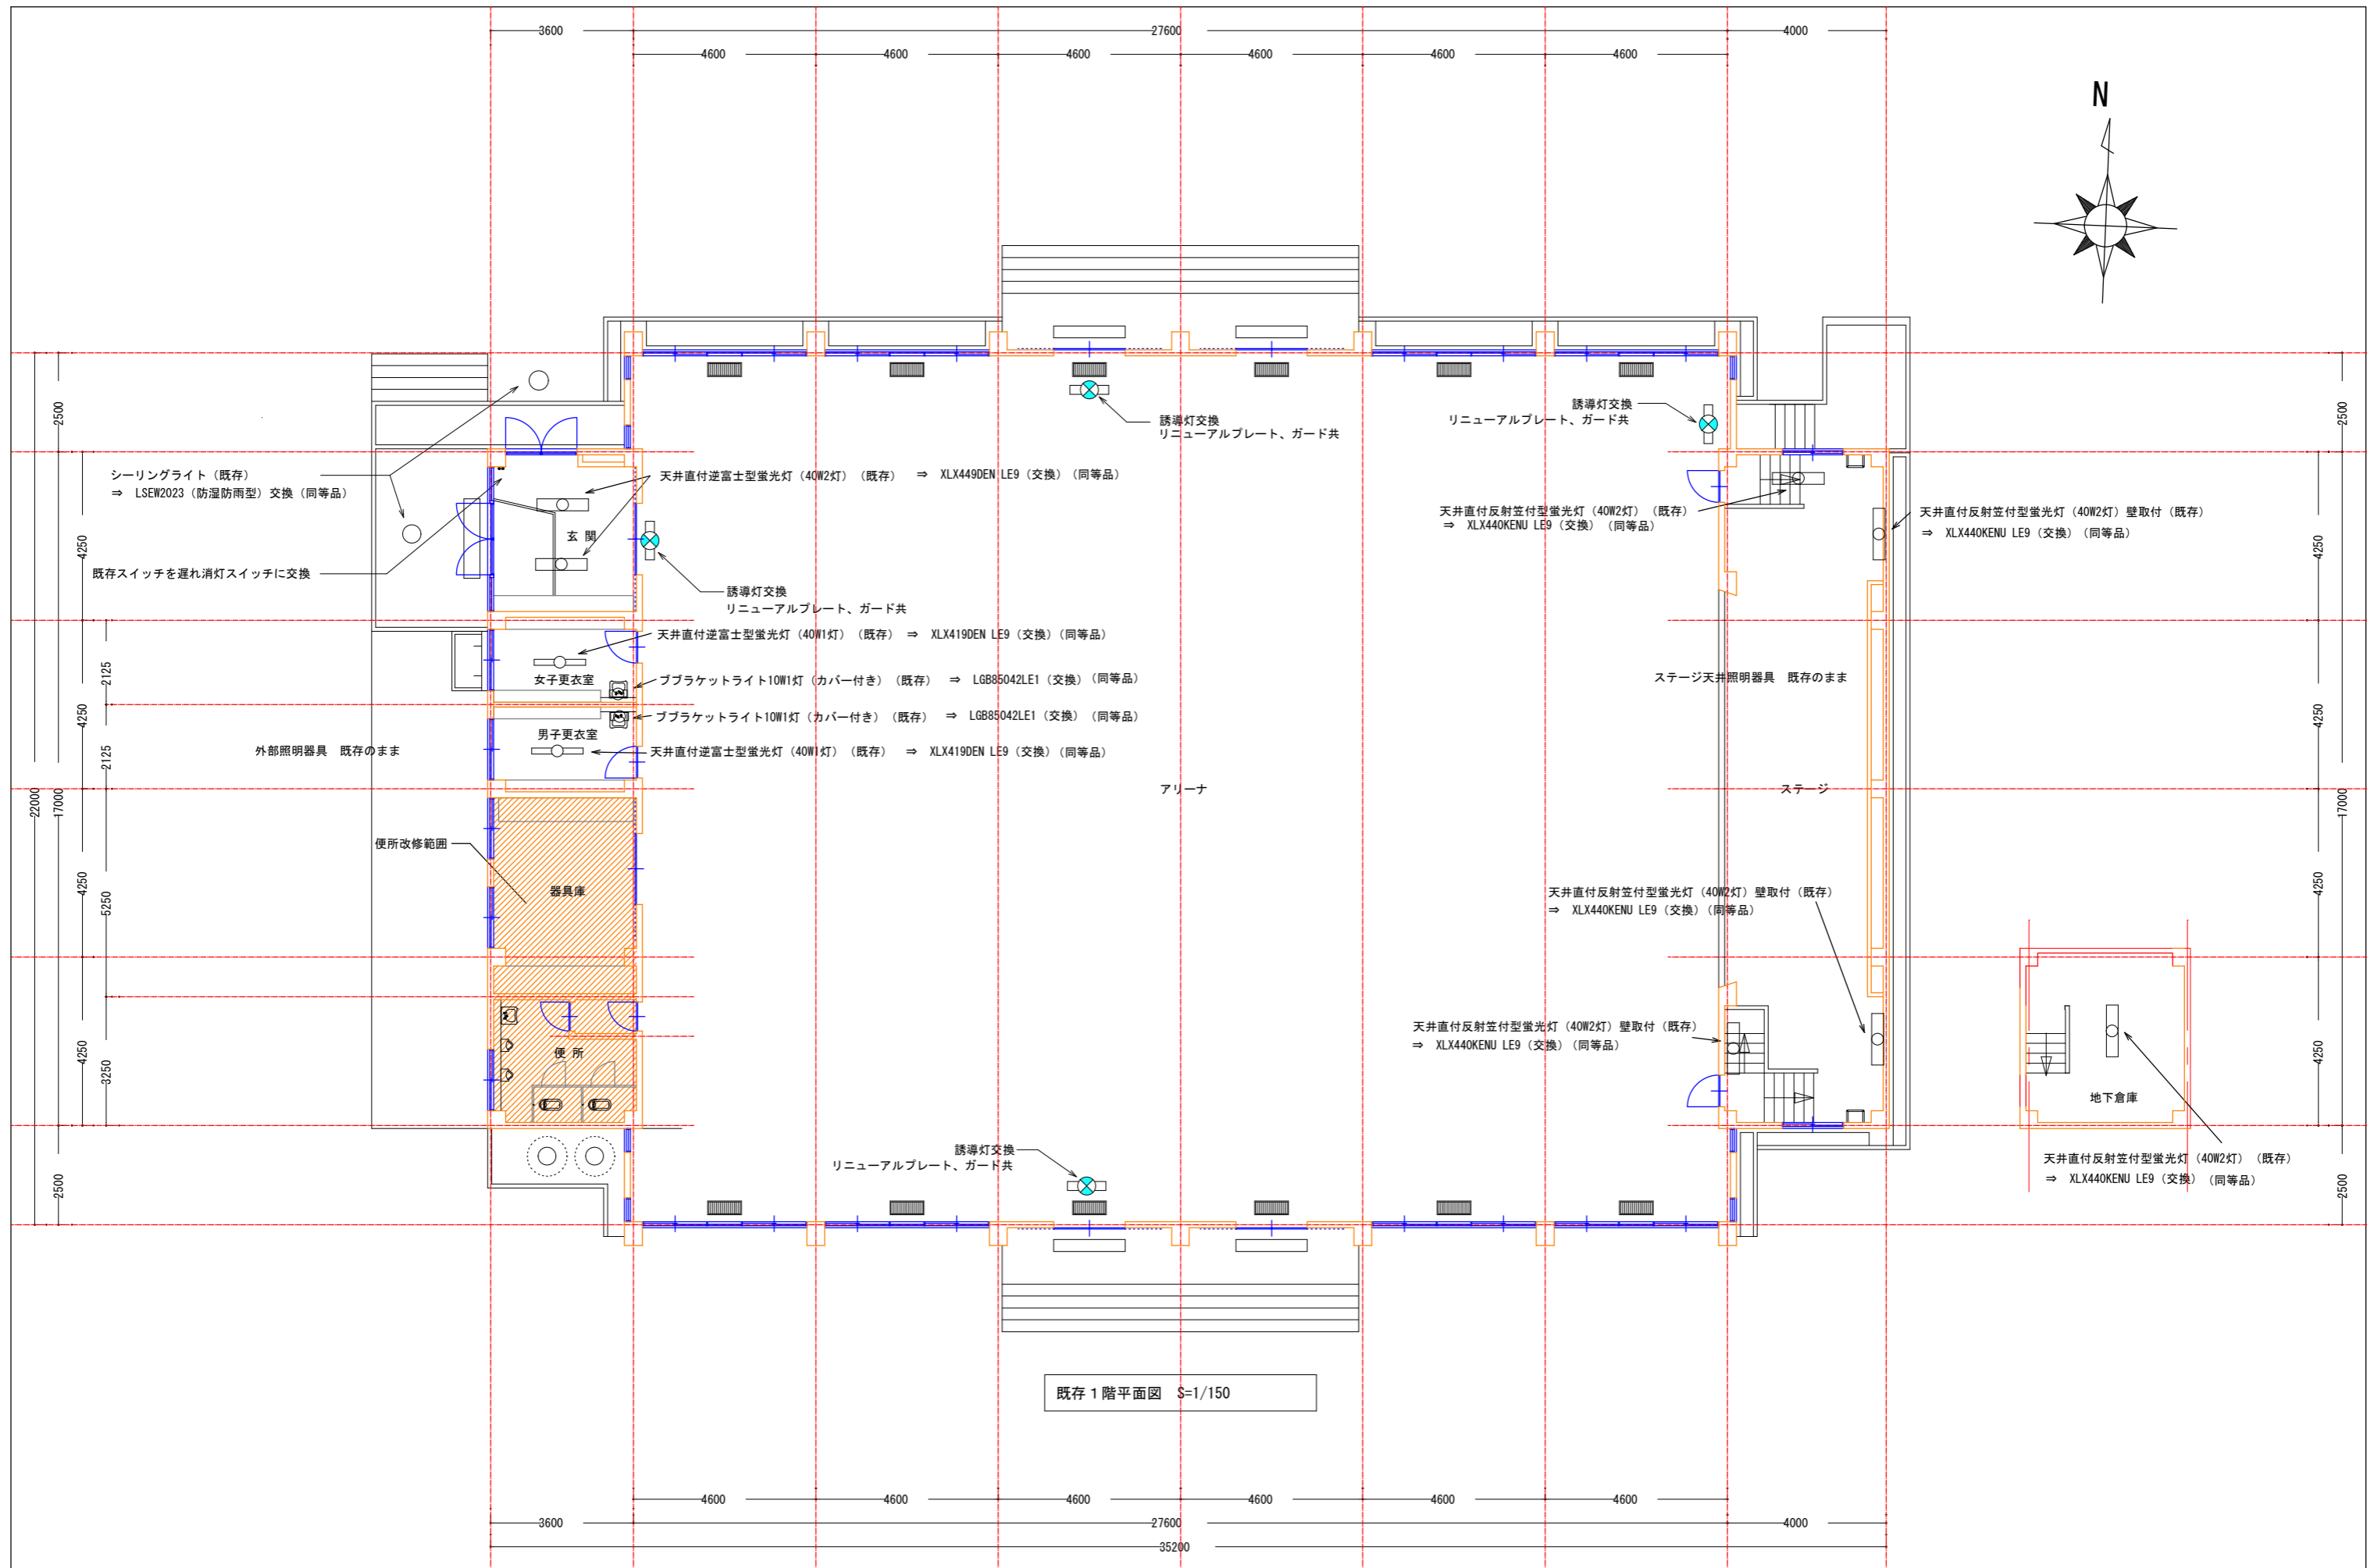 3600
27600
4000
4600
4600
4600
4600
4600
4600
N
誘導灯交換
リニューアルプレート、ガード共
誘導灯交換
リニューアルプレート、ガード共
シーリングライト（既存）
⇒ LSEW2023（防湿防雨型）交換（同等品）
天井直付逆富士型蛍光灯（40W2灯）（既存） ⇒ XLX449DEN LE9（交換）（同等品）
玄 関
天井直付反射笠付型蛍光灯（40W2灯）（既存）
⇒ XLX440KENU LE9（交換）（同等品）
天井直付反射笠付型蛍光灯（40W2灯）壁取付（既存）
⇒ XLX440KENU LE9（交換）（同等品）
既存スイッチを遅れ消灯スイッチに交換
誘導灯交換
リニューアルプレート、ガード共
天井直付逆富士型蛍光灯（40W1灯）（既存） ⇒ XLX419DEN LE9（交換）（同等品）
女子更衣室
ブブラケットライト10W1灯（カバー付き）（既存） ⇒ LGB85042LE1（交換）（同等品）
ステージ天井照明器具 既存のまま
ブブラケットライト10W1灯（カバー付き）（既存） ⇒ LGB85042LE1（交換）（同等品）
男子更衣室
外部照明器具 既存のまま
天井直付逆富士型蛍光灯（40W1灯）（既存） ⇒ XLX419DEN LE9（交換）（同等品）
アリーナ
ステージ
便所改修範囲
器具庫
天井直付反射笠付型蛍光灯（40W2灯）壁取付（既存）
⇒ XLX440KENU LE9（交換）（同等品）
天井直付反射笠付型蛍光灯（40W2灯）壁取付（既存）
⇒ XLX440KENU LE9（交換）（同等品）
便 所
地下倉庫
誘導灯交換
リニューアルプレート、ガード共
天井直付反射笠付型蛍光灯（40W2灯）（既存）
⇒ XLX440KENU LE9（交換）（同等品）
22000
2500
17000
2500
4250
4250
4250
4250
2125
2125
5250
3250
4250
4250
4250
4250
2500
17000
2500
既存１階平面図 S=1/150
4600
4600
4600
4600
4600
4600
3600
27600
4000
35200